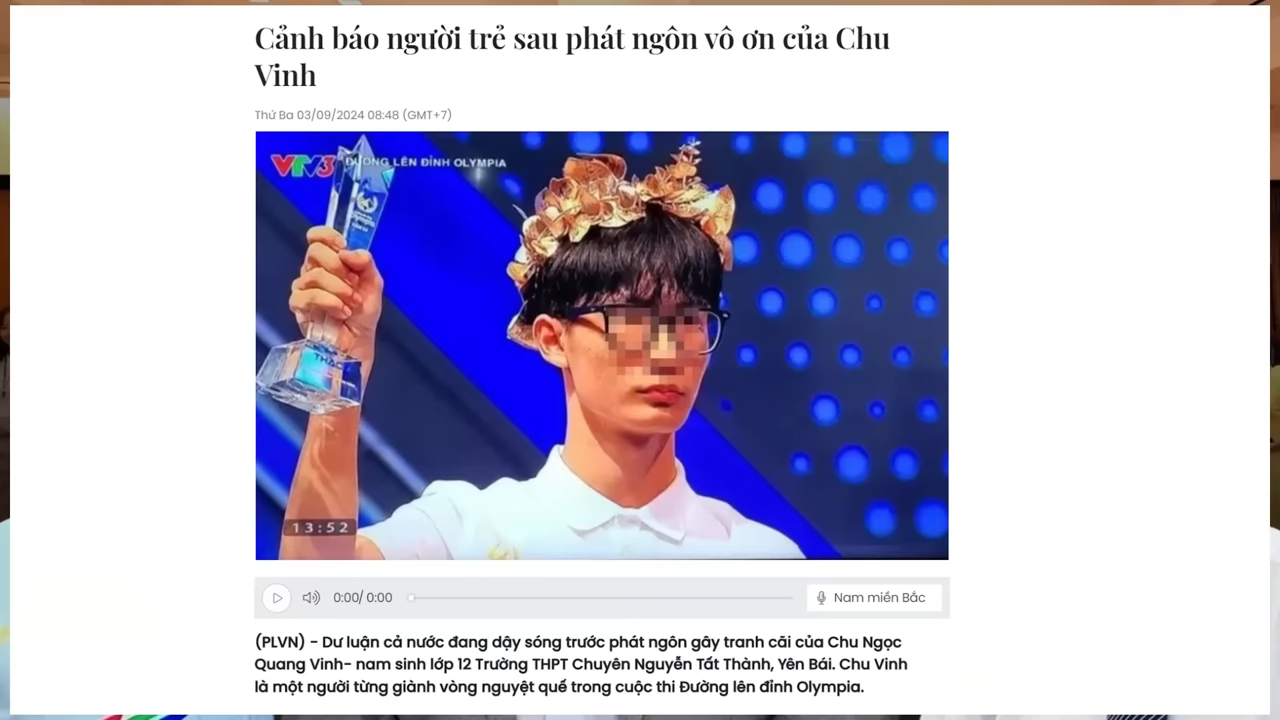 Cảnh báo người trẻ sau phát ngôn vô ơn của Chu
Vinh
Thứ Ba 03/09/2024 08:48 (GMT+7)
VTV3 ĐƯỜNG LÊN ĐỈNH OLYMPIA
13:52
0:00/ 0:00
Nam miền Bắc
(PLVN) - Dư luận cả nước đang dậy sóng trước phát ngôn gây tranh cãi của Chu Ngọc
Quang Vinh- nam sinh lớp 12 Trường THPT Chuyên Nguyễn Tất Thành, Yên Bái. Chu Vinh
là một người từng giành vòng nguyệt quế trong cuộc thi Đường lên đỉnh Olympia.